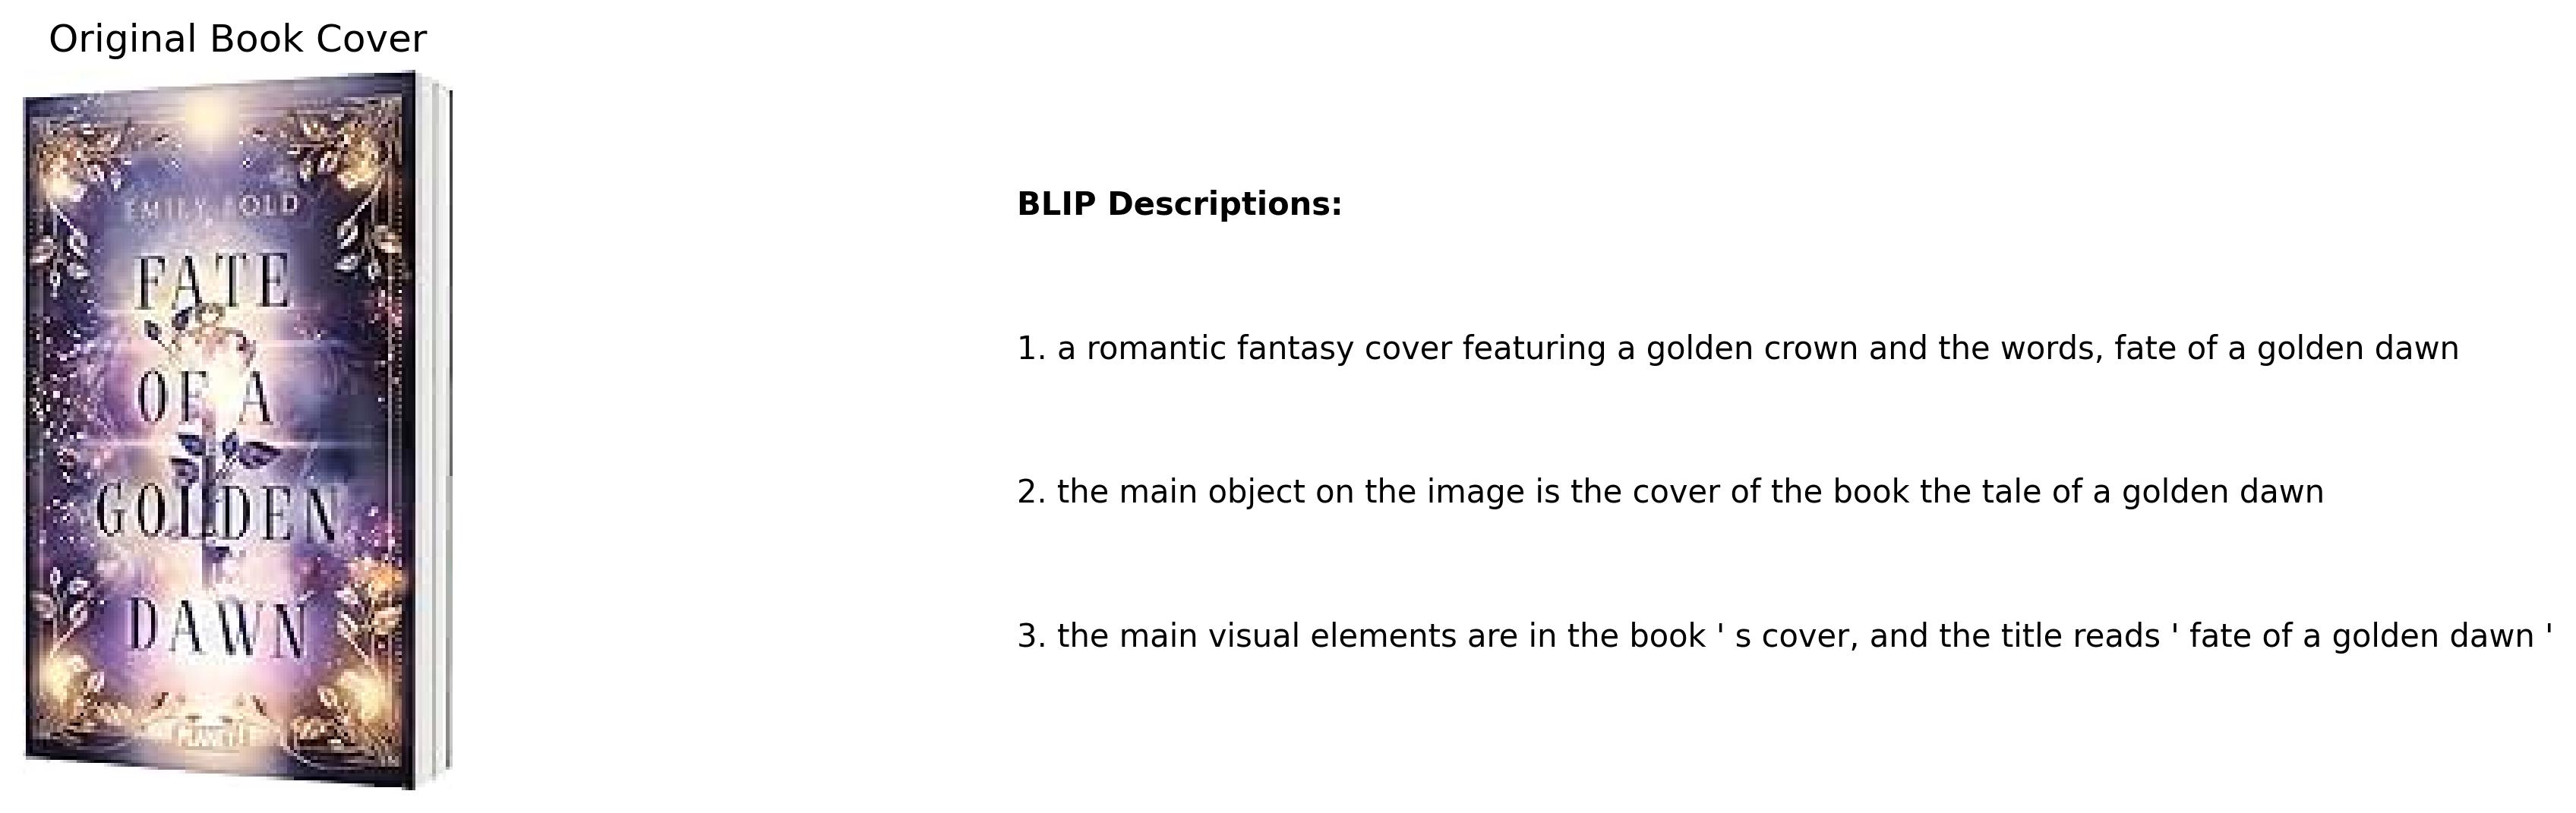 Original Book Cover
EMILY BOLD
FATE
OF A
GOLDEN
DAWN
PLANET!
BLIP Descriptions:
1. a romantic fantasy cover featuring a golden crown and the words, fate of a golden dawn
2. the main object on the image is the cover of the book the tale of a golden dawn
3. the main visual elements are in the book ' s cover, and the title reads ' fate of a golden dawn '